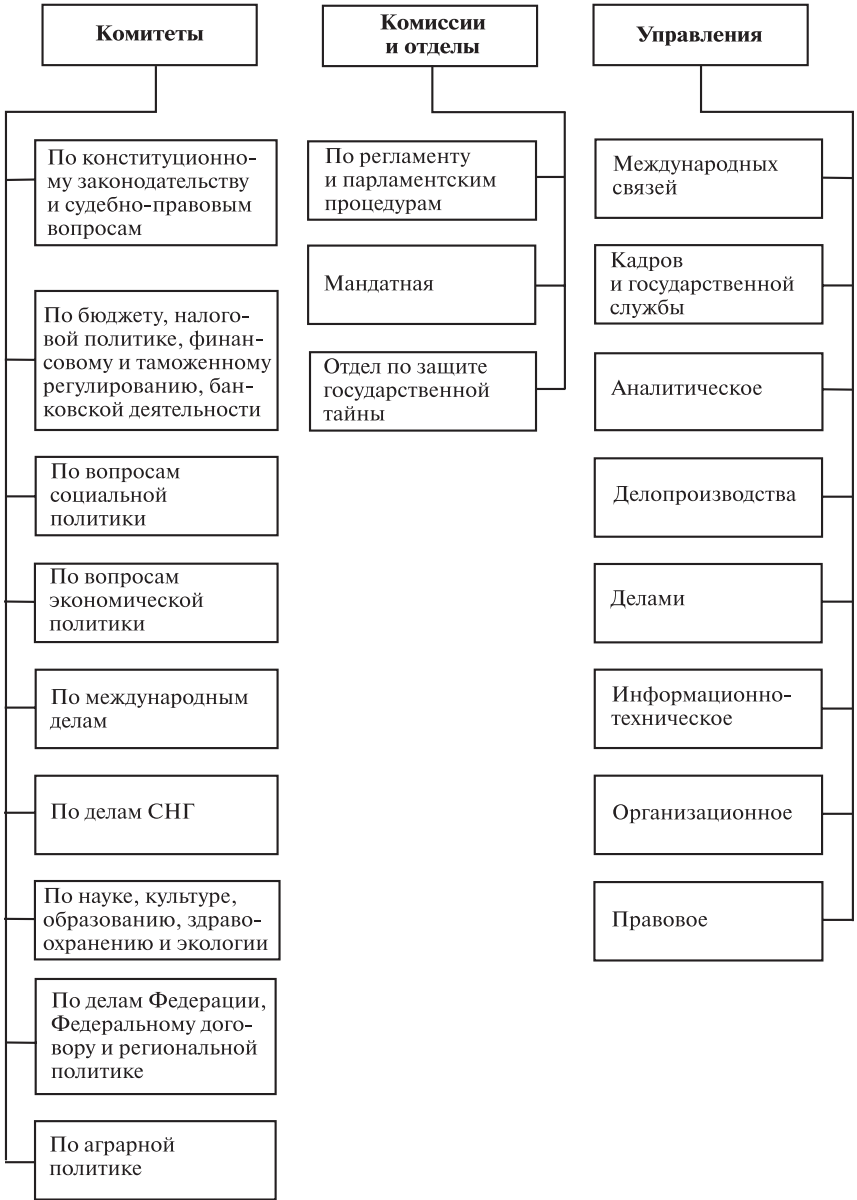 Комитеты
По конституционно-
му законодательству
и судебно-правовым
вопросам
По бюджету, налого-
вой политике, финан-
совому и таможенному
регулированию, бан-
ковской деятельности
По вопросам
социальной
политики
По вопросам
экономической
политики
По международным
делам
По делам СНГ
По науке, культуре,
образованию, здраво-
охранению и экологии
По делам Федерации,
Федеральному дого-
вору и региональной
политике
По аграрной
политике
Комиссии
и отделы
По регламенту
и парламентским
процедурам
Мандатная
Отдел по защите
государственной
тайны
Управления
Международных
связей
Кадров
и государственной
службы
Аналитическое
Делопроизводства
Делами
Информационно-
техническое
Организационное
Правовое